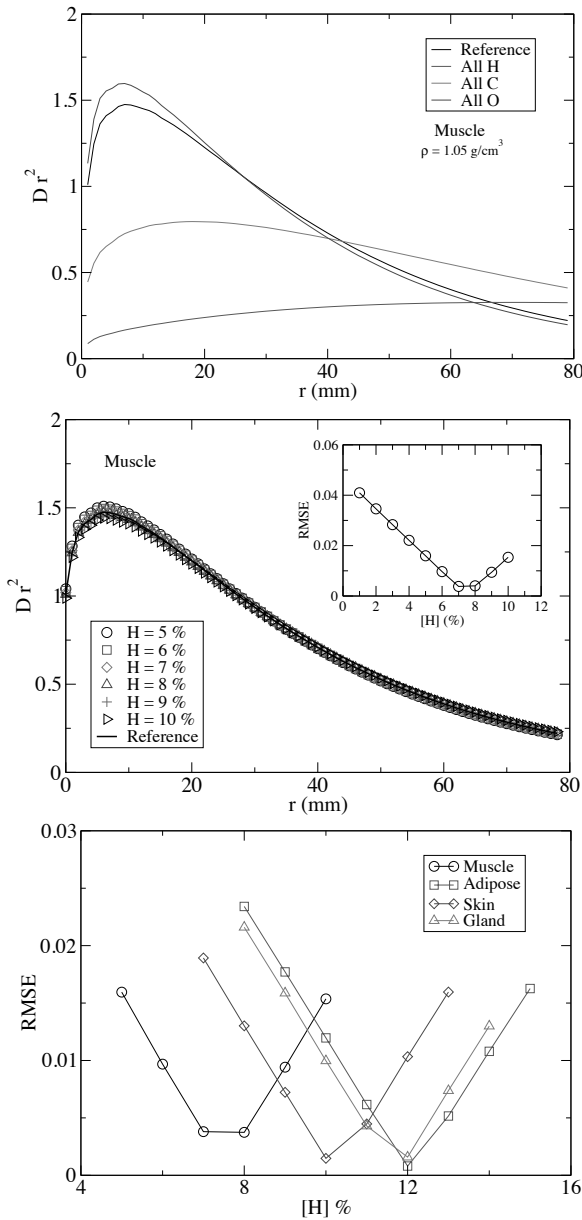 2
1.5
1
0.5
0
D r²
0
20
40
60
80
r (mm)
Reference
All H
All C
All O
Muscle
ρ = 1.05 g/cm³
2
1.5
1
0.5
0
D r²
0
20
40
60
80
r (mm)
Muscle
H = 5 %
H = 6 %
H = 7 %
H = 8 %
H = 9 %
H = 10 %
Reference
0.06
0.04
0.02
0
RMSE
0
2
4
6
8
10
12
[H] (%)
0.03
0.02
0.01
0
RMSE
4
8
12
16
[H] %
Muscle
Adipose
Skin
Gland